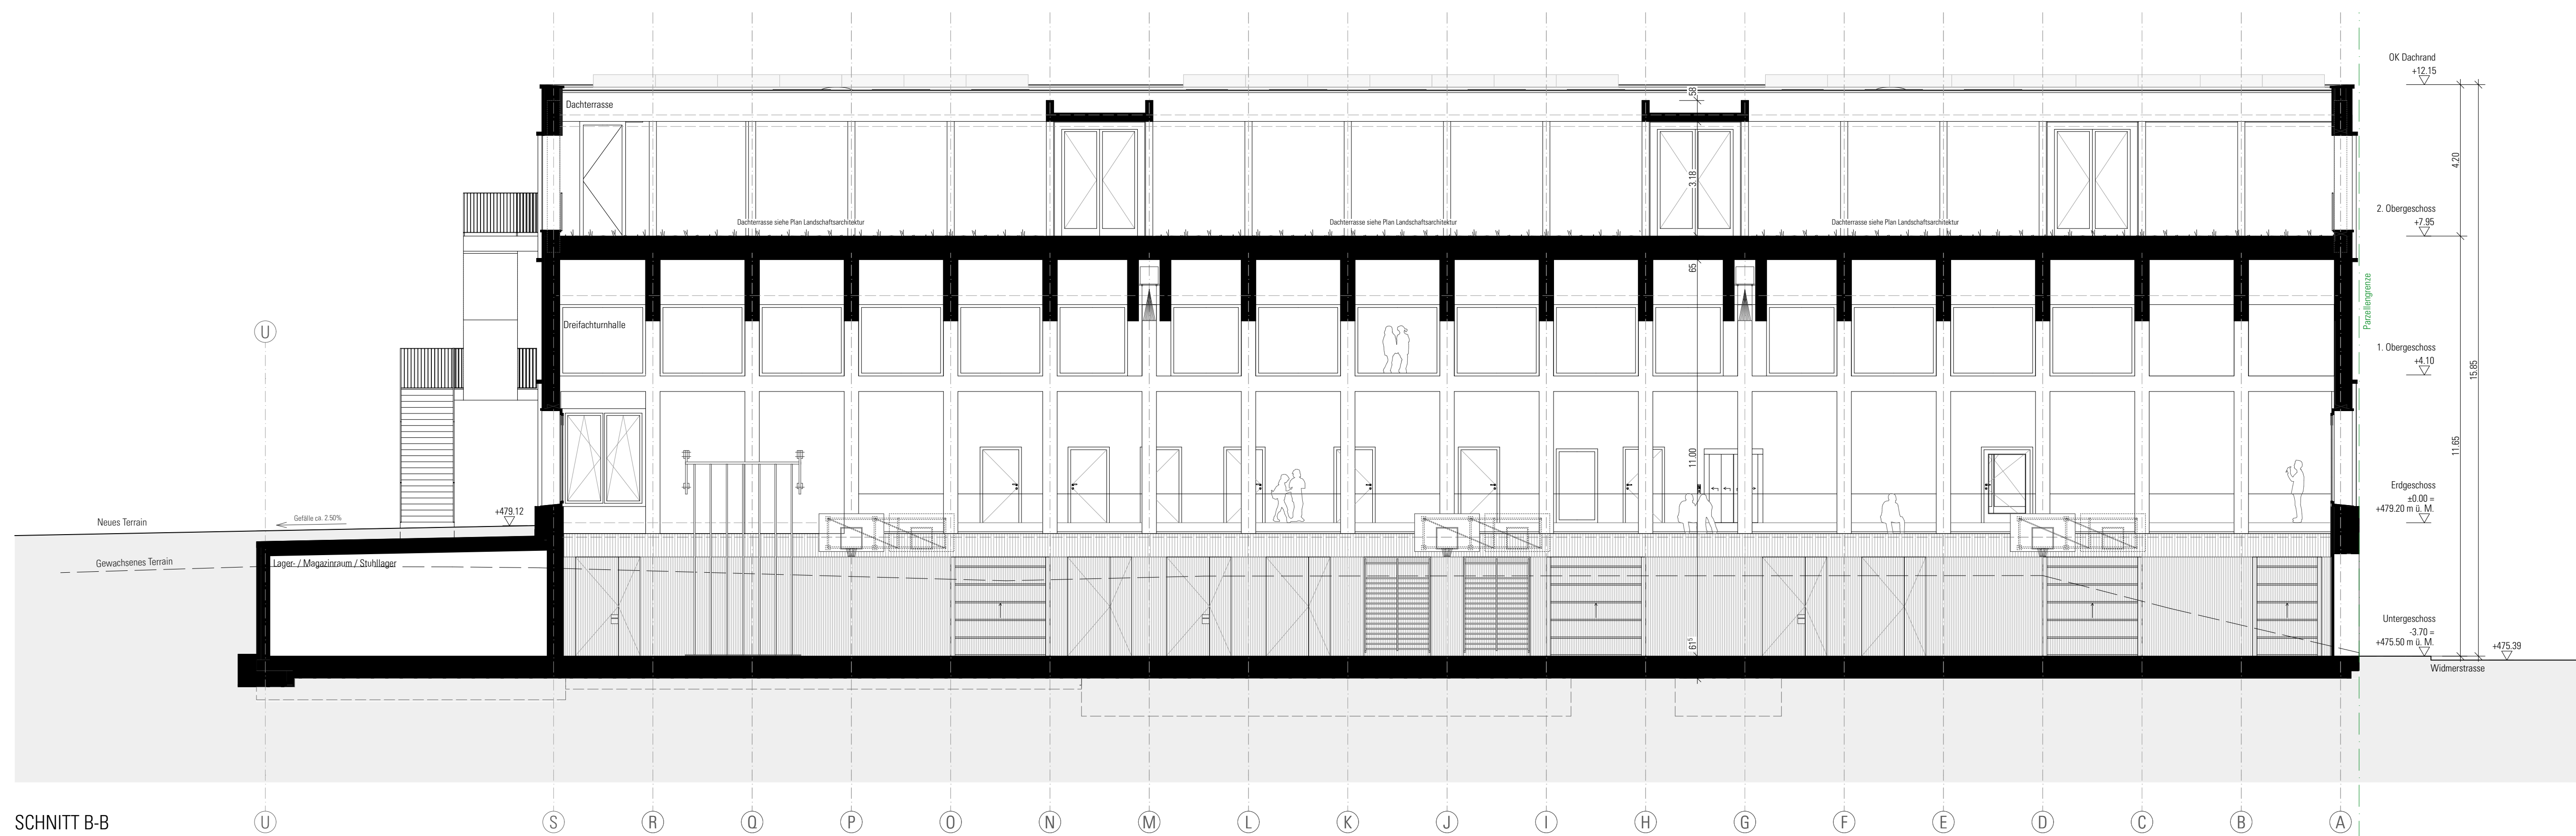 OK Dachrand
+12.15
Dachterrasse
58
3.18
4.20
Dachterrasse siehe Plan Landschaftsarchitektur
Dachterrasse siehe Plan Landschaftsarchitektur
Dachterrasse siehe Plan Landschaftsarchitektur
2. Obergeschoss
+7.95
65
Parzellengrenze
Dreifachturnhalle
U
1. Obergeschoss
+4.10
15.85
11.00
11.65
Erdgeschoss
±0.00 =
+479.20 m ü. M.
+479.12
Neues Terrain
Gefälle ca. 2.50%
Gewachsenes Terrain
Lager- / Magazinraum / Stuhllager
Untergeschoss
-3.70 =
+475.50 m ü. M.
61⁵
+475.39
Widmerstrasse
SCHNITT B-B
U S R Q P O N M L K J I H G F E D C B A